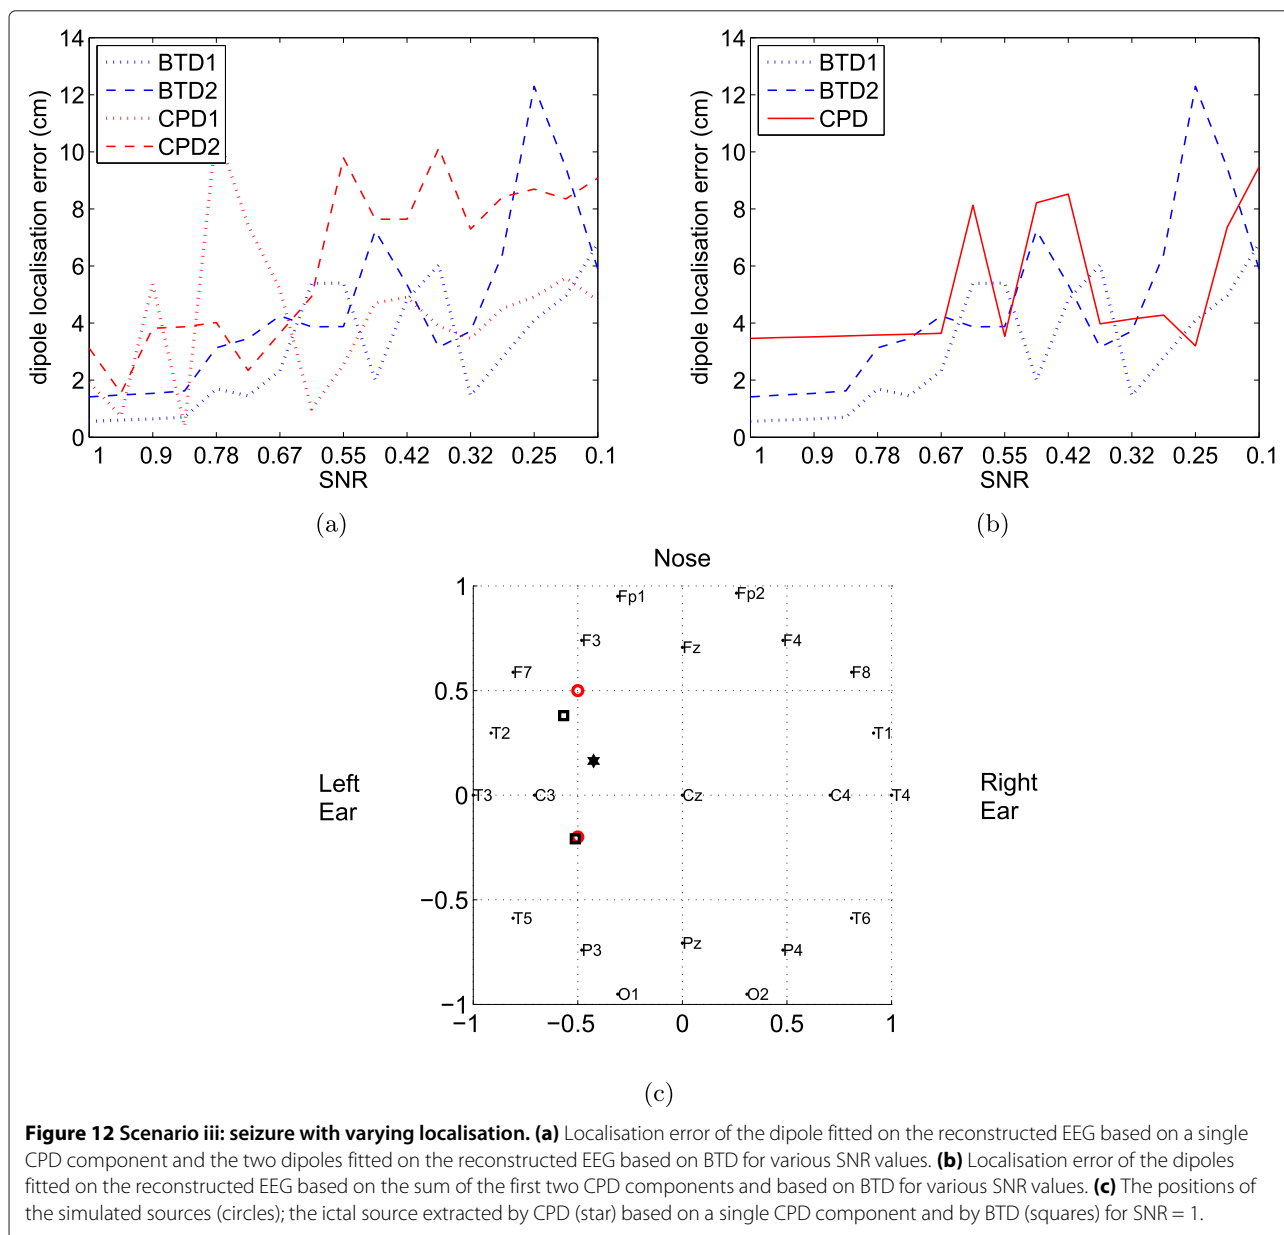 14
12
10
8
6
4
2
0
dipole localisation error (cm)
BTD1
BTD2
CPD1
CPD2
1 0.9 0.78 0.67 0.55 0.42 0.32 0.25 0.1
SNR
(a)
14
12
10
8
6
4
2
0
dipole localisation error (cm)
BTD1
BTD2
CPD
1 0.9 0.78 0.67 0.55 0.42 0.32 0.25 0.1
SNR
(b)
Nose
1
Fp1 Fp2
F3 Fz F4
F7 F8
0.5
T2 T1
Left
Ear
Right
Ear
0
T3 C3 Cz C4 T4
−0.5
T5 T6
P3 Pz P4
O1 O2
−1
−1 −0.5 0 0.5 1
(c)
Figure 12 Scenario iii: seizure with varying localisation. (a) Localisation error of the dipole fitted on the reconstructed EEG based on a single
CPD component and the two dipoles fitted on the reconstructed EEG based on BTD for various SNR values. (b) Localisation error of the dipoles
fitted on the reconstructed EEG based on the sum of the first two CPD components and based on BTD for various SNR values. (c) The positions of
the simulated sources (circles); the ictal source extracted by CPD (star) based on a single CPD component and by BTD (squares) for SNR = 1.